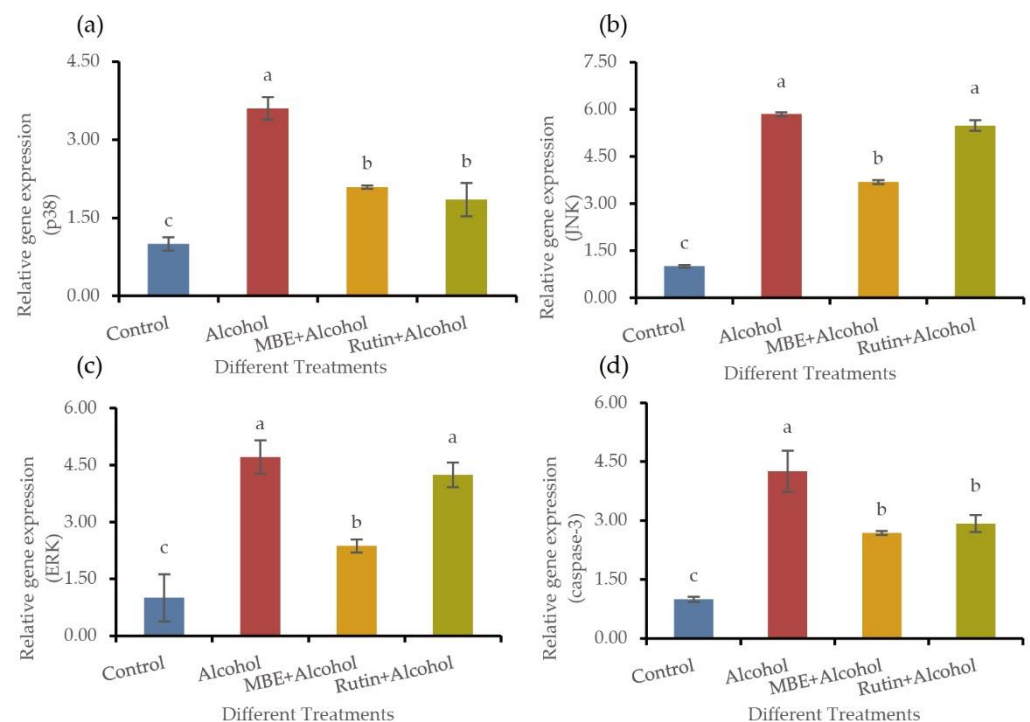 (a)
4.50
3.00
1.50
0.00
Relative gene expression
(p38)
c
a
b
b
Control
Alcohol
MBE+Alcohol
Rutin+Alcohol
Different Treatments
(b)
7.50
6.00
4.50
3.00
1.50
0.00
Relative gene expression
(JNK)
c
a
b
a
Control
Alcohol
MBE+Alcohol
Rutin+Alcohol
Different Treatments
(c)
6.00
4.50
3.00
1.50
0.00
Relative gene expression
(ERK)
c
a
b
a
Control
Alcohol
MBE+Alcohol
Rutin+Alcohol
Different Treatments
(d)
6.00
4.50
3.00
1.50
0.00
Relative gene expression
(caspase-3)
c
a
b
b
Control
Alcohol
MBE+Alcohol
Rutin+Alcohol
Different Treatments